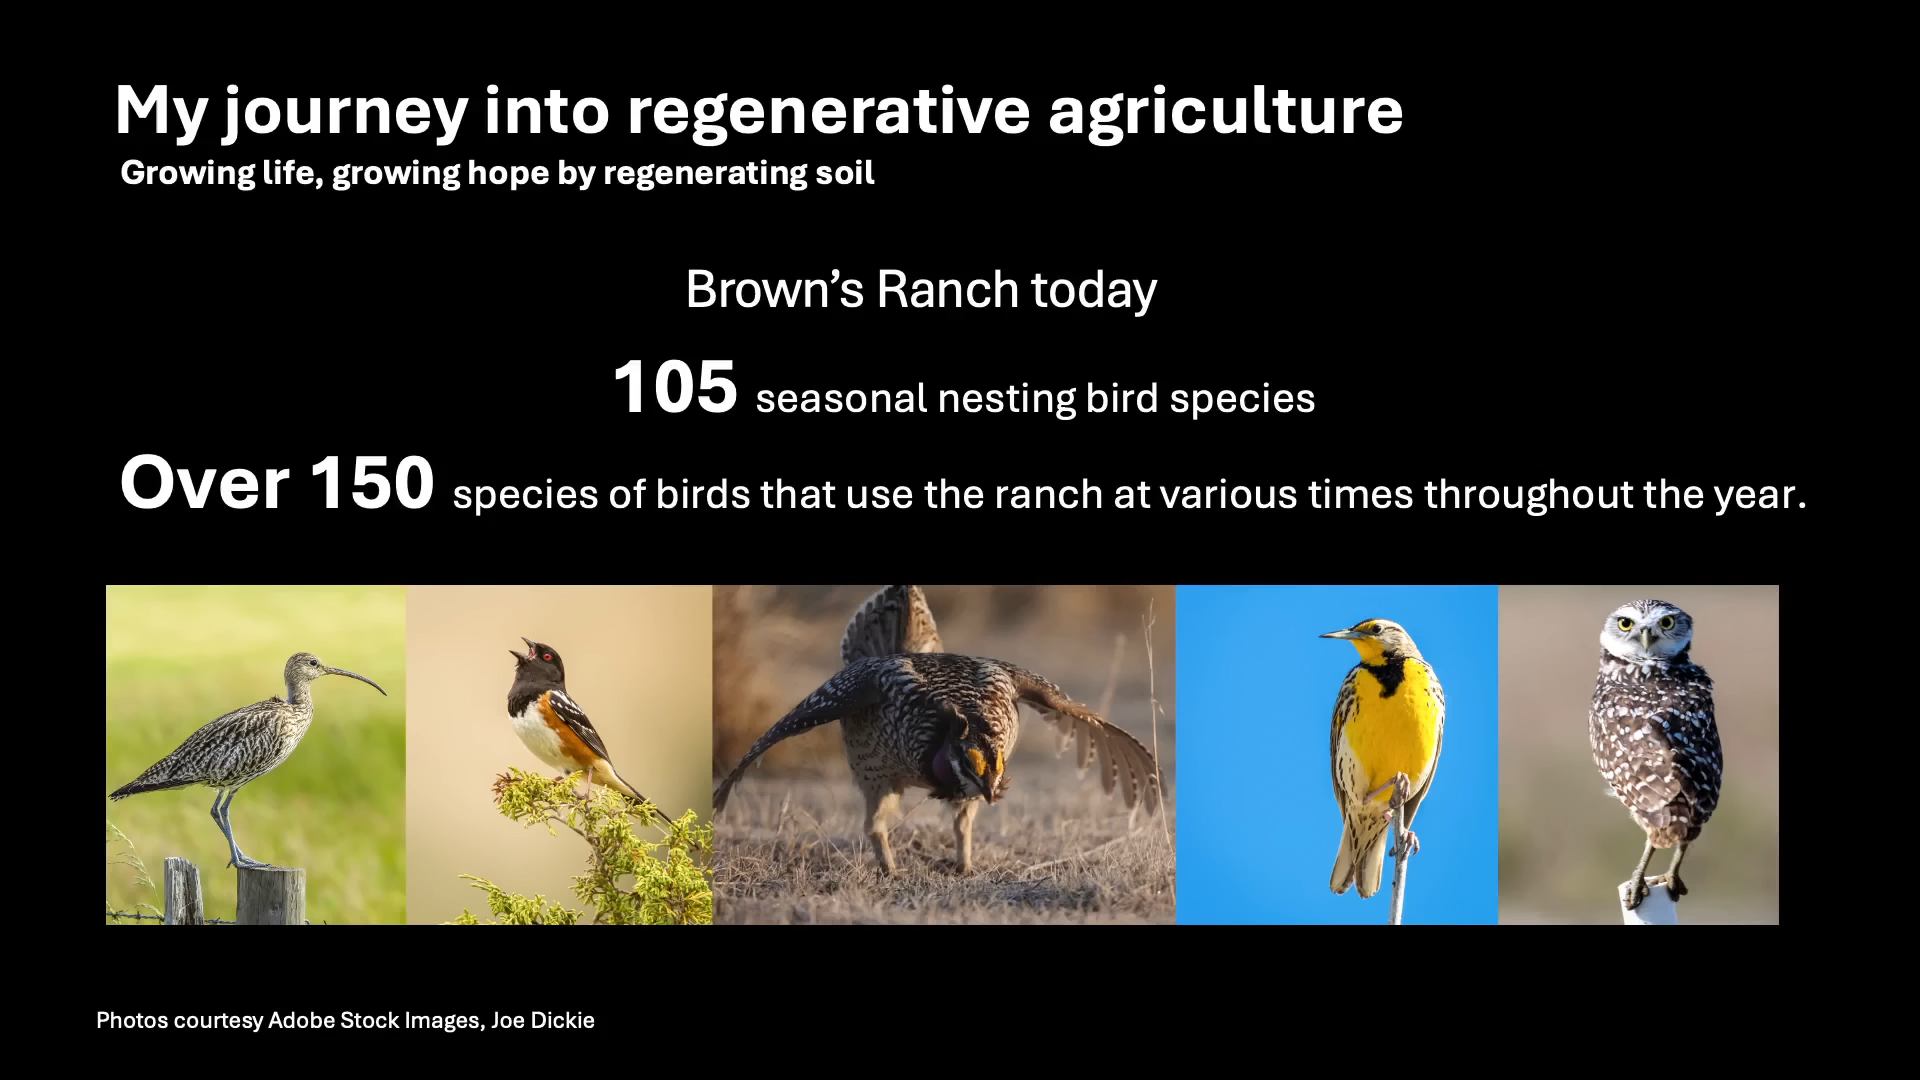 My journey into regenerative agriculture
Growing life, growing hope by regenerating soil
Brown’s Ranch today
105 seasonal nesting bird species
Over 150 species of birds that use the ranch at various times throughout the year.
Photos courtesy Adobe Stock Images, Joe Dickie